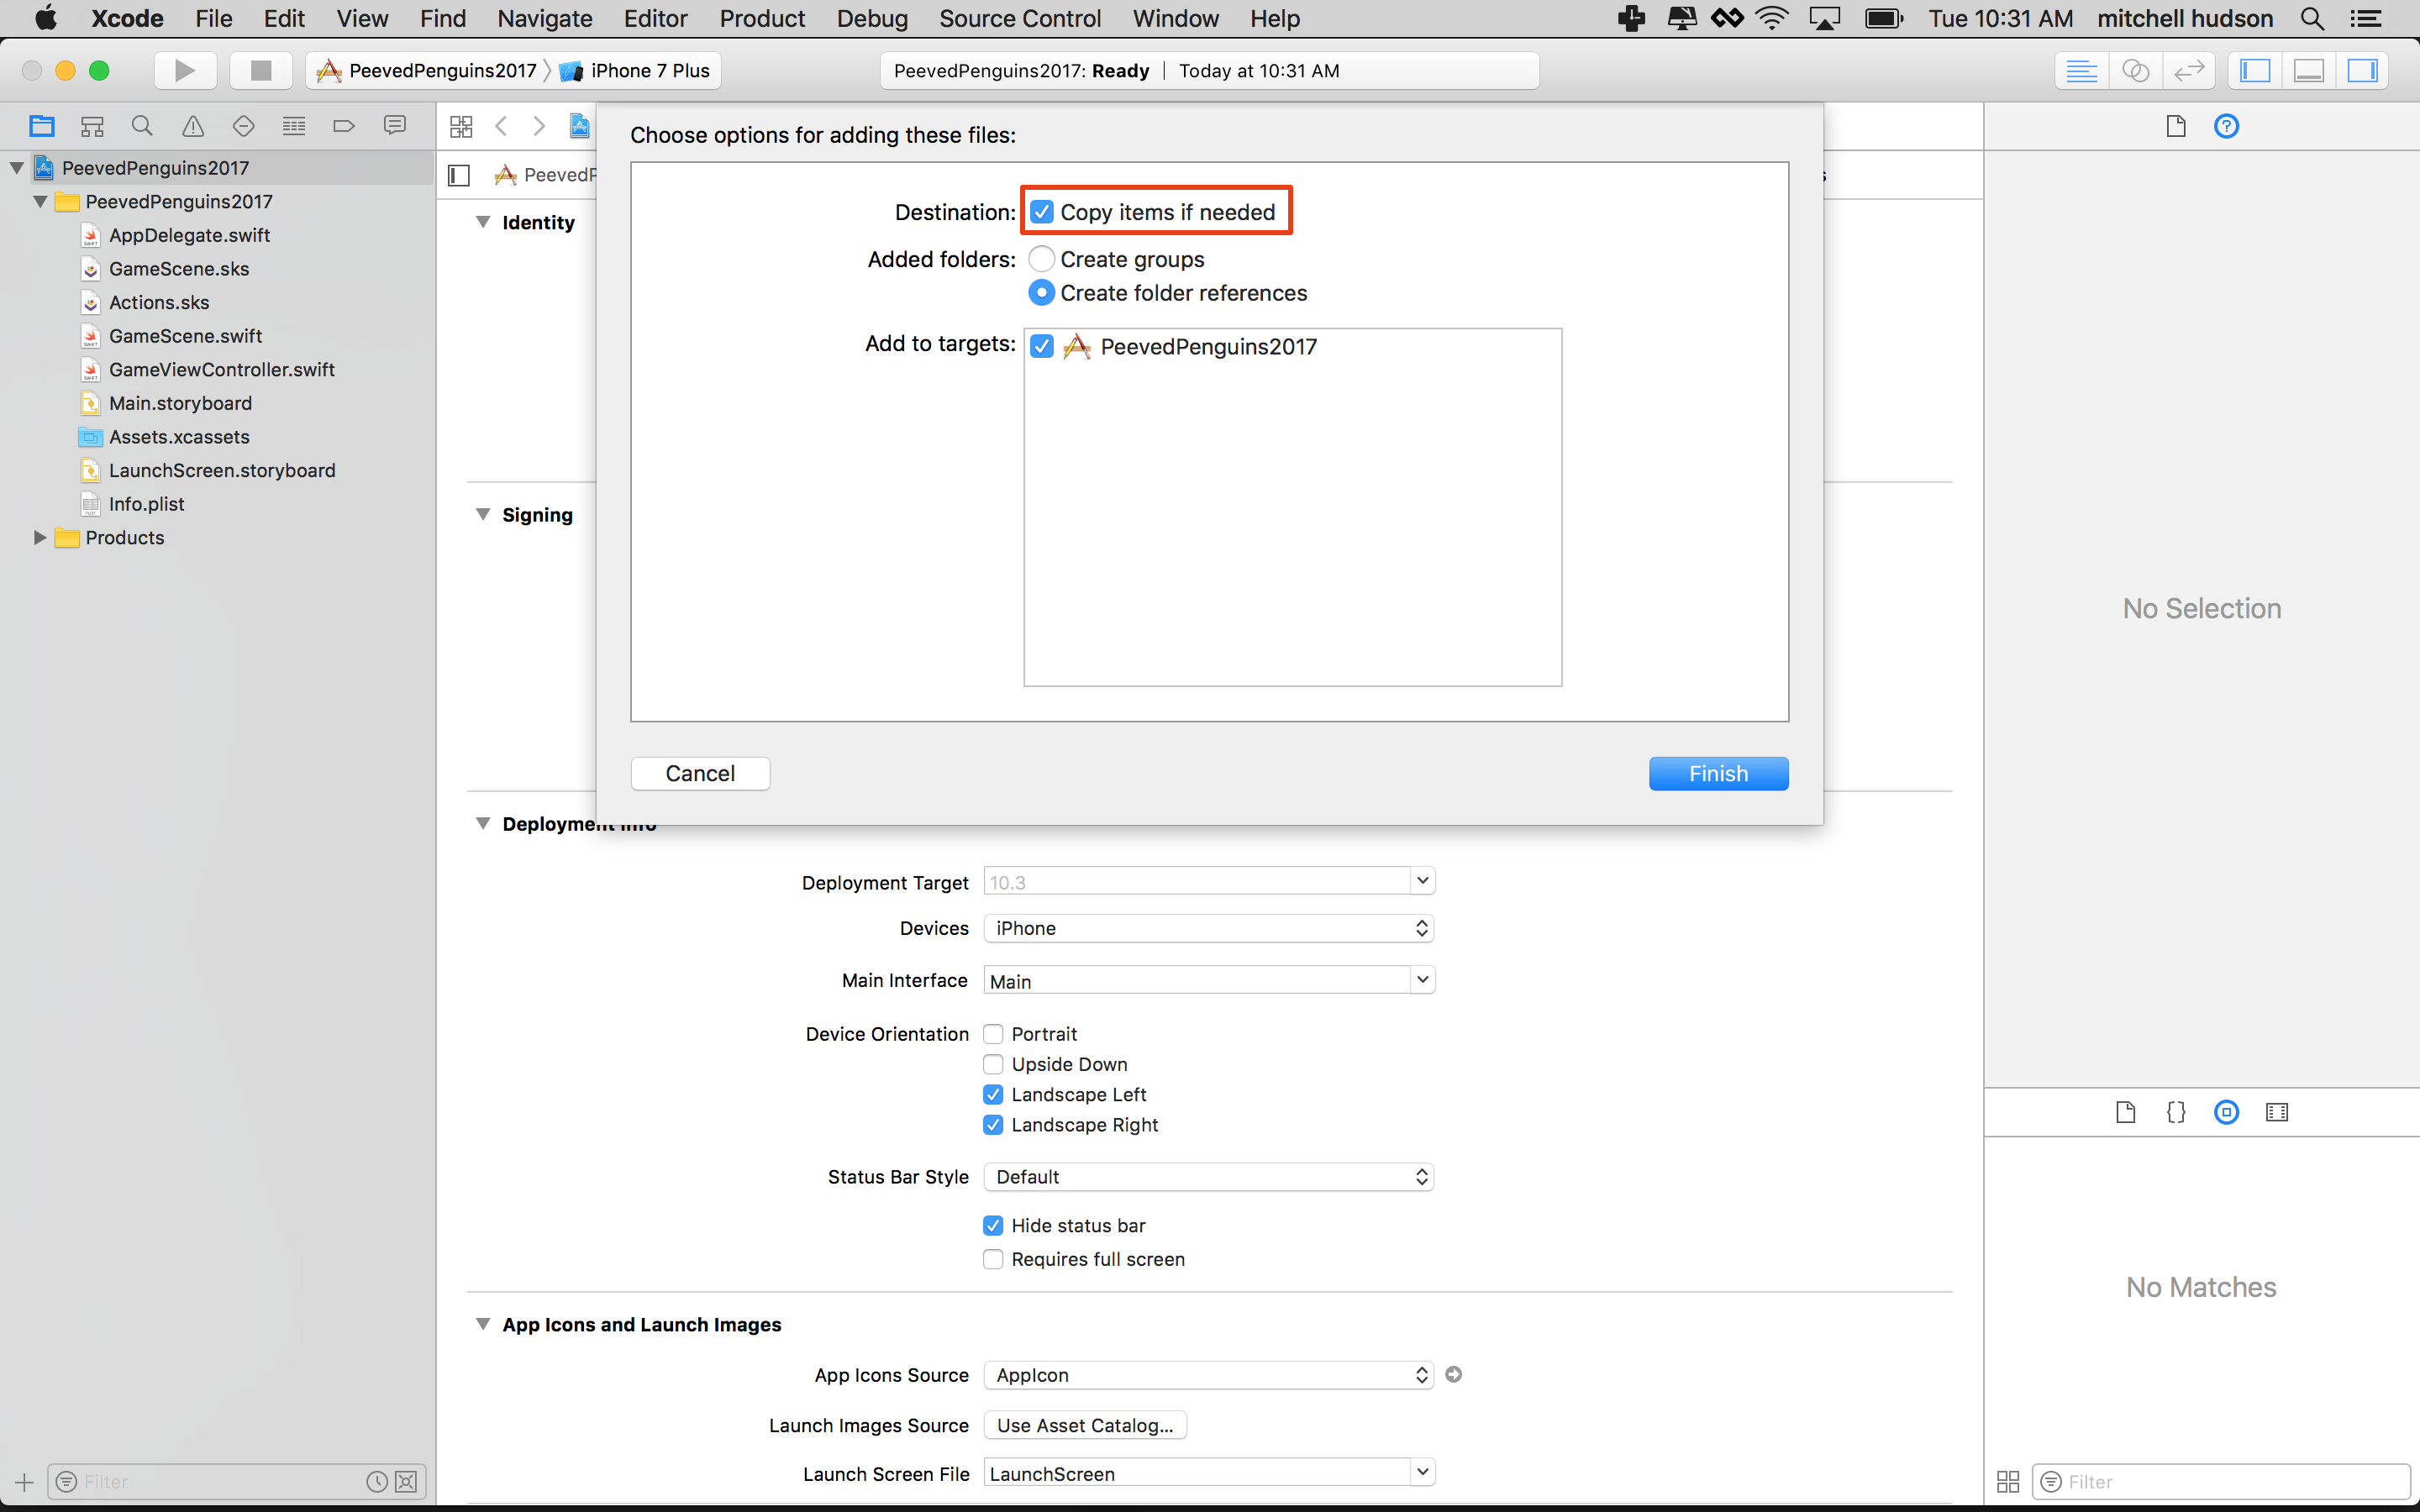 Xcode File Edit View Find Navigate Editor Product Debug Source Control Window Help Tue 10:31 AM mitchell hudson
PeevedPenguins2017 iPhone 7 Plus PeevedPenguins2017: Ready Today at 10:31 AM
PeevedPenguins2017
PeevedPenguins2017
AppDelegate.swift
GameScene.sks
Actions.sks
GameScene.swift
GameViewController.swift
Main.storyboard
Assets.xcassets
LaunchScreen.storyboard
Info.plist
Products
Filter
PeevedP
Choose options for adding these files:
Destination: Copy items if needed
Added folders: Create groups
Create folder references
Add to targets: PeevedPenguins2017
Cancel Finish
Identity
Signing
Deployment Info
Deployment Target 10.3
Devices iPhone
Main Interface Main
Device Orientation Portrait
Upside Down
Landscape Left
Landscape Right
Status Bar Style Default
Hide status bar
Requires full screen
App Icons and Launch Images
App Icons Source AppIcon
Launch Images Source Use Asset Catalog...
Launch Screen File LaunchScreen
No Selection
No Matches
Filter